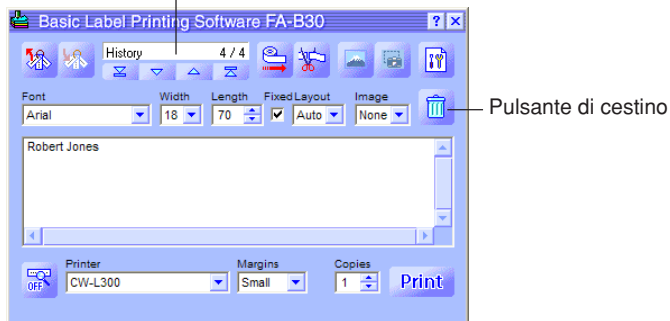 Basic Label Printing Software FA-B30
History 4 / 4
Font Width Length Fixed Layout Image
Arial 18 70 Auto None
Pulsante di cestino
Robert Jones
Printer Margins Copies
OFF CW-L300 Small 1 Print